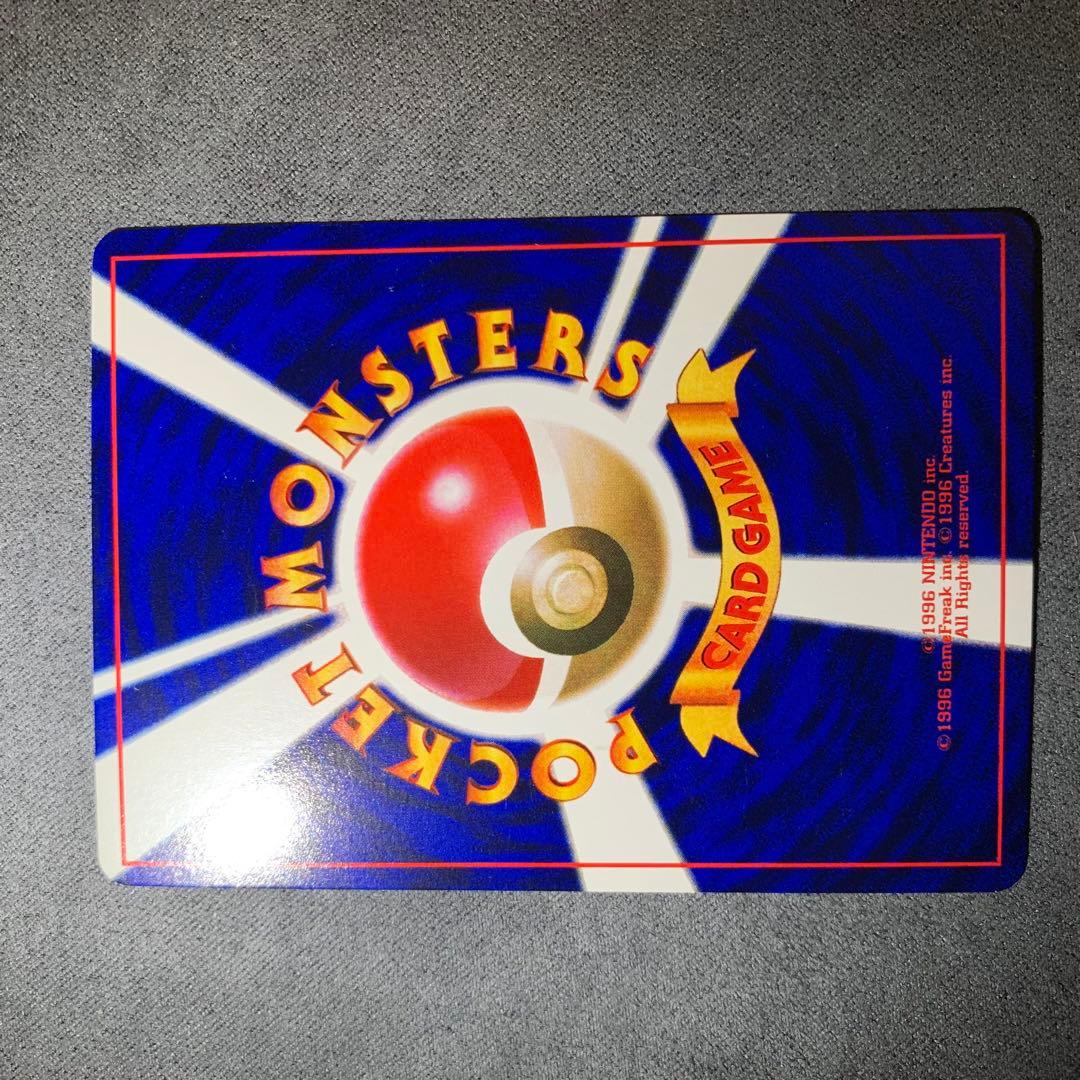 POCKET MONSTERS
CARD GAME
©1996 NINTENDO inc.
©1996 GameFreak inc. ©1996 Creatures inc.
All Rights reserved.